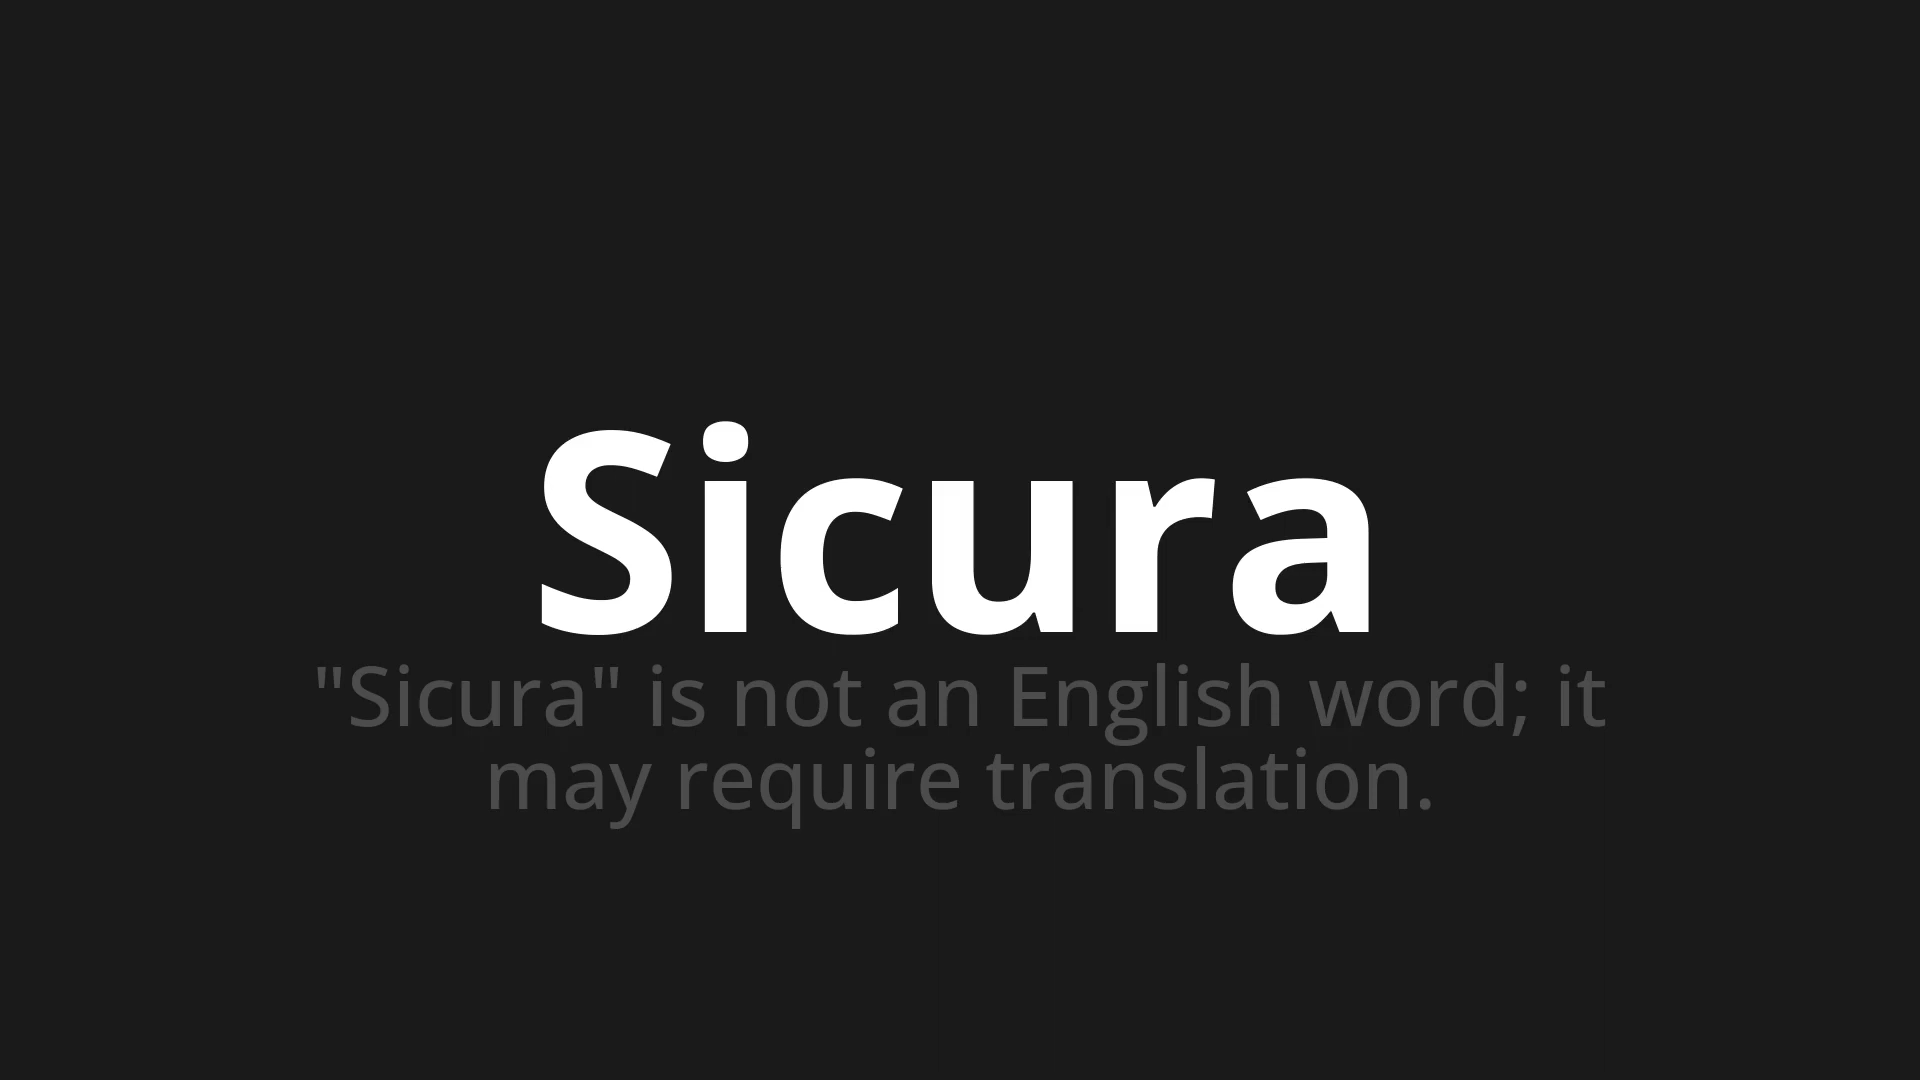 Sicura
"Sicura" is not an English word; it
may require translation.